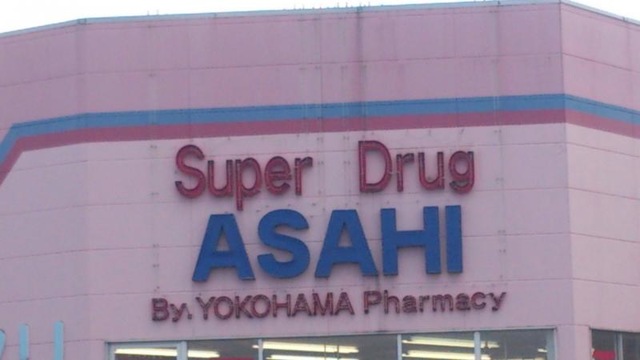 Super Drug
ASAHI
By. YOKOHAMA Pharmacy